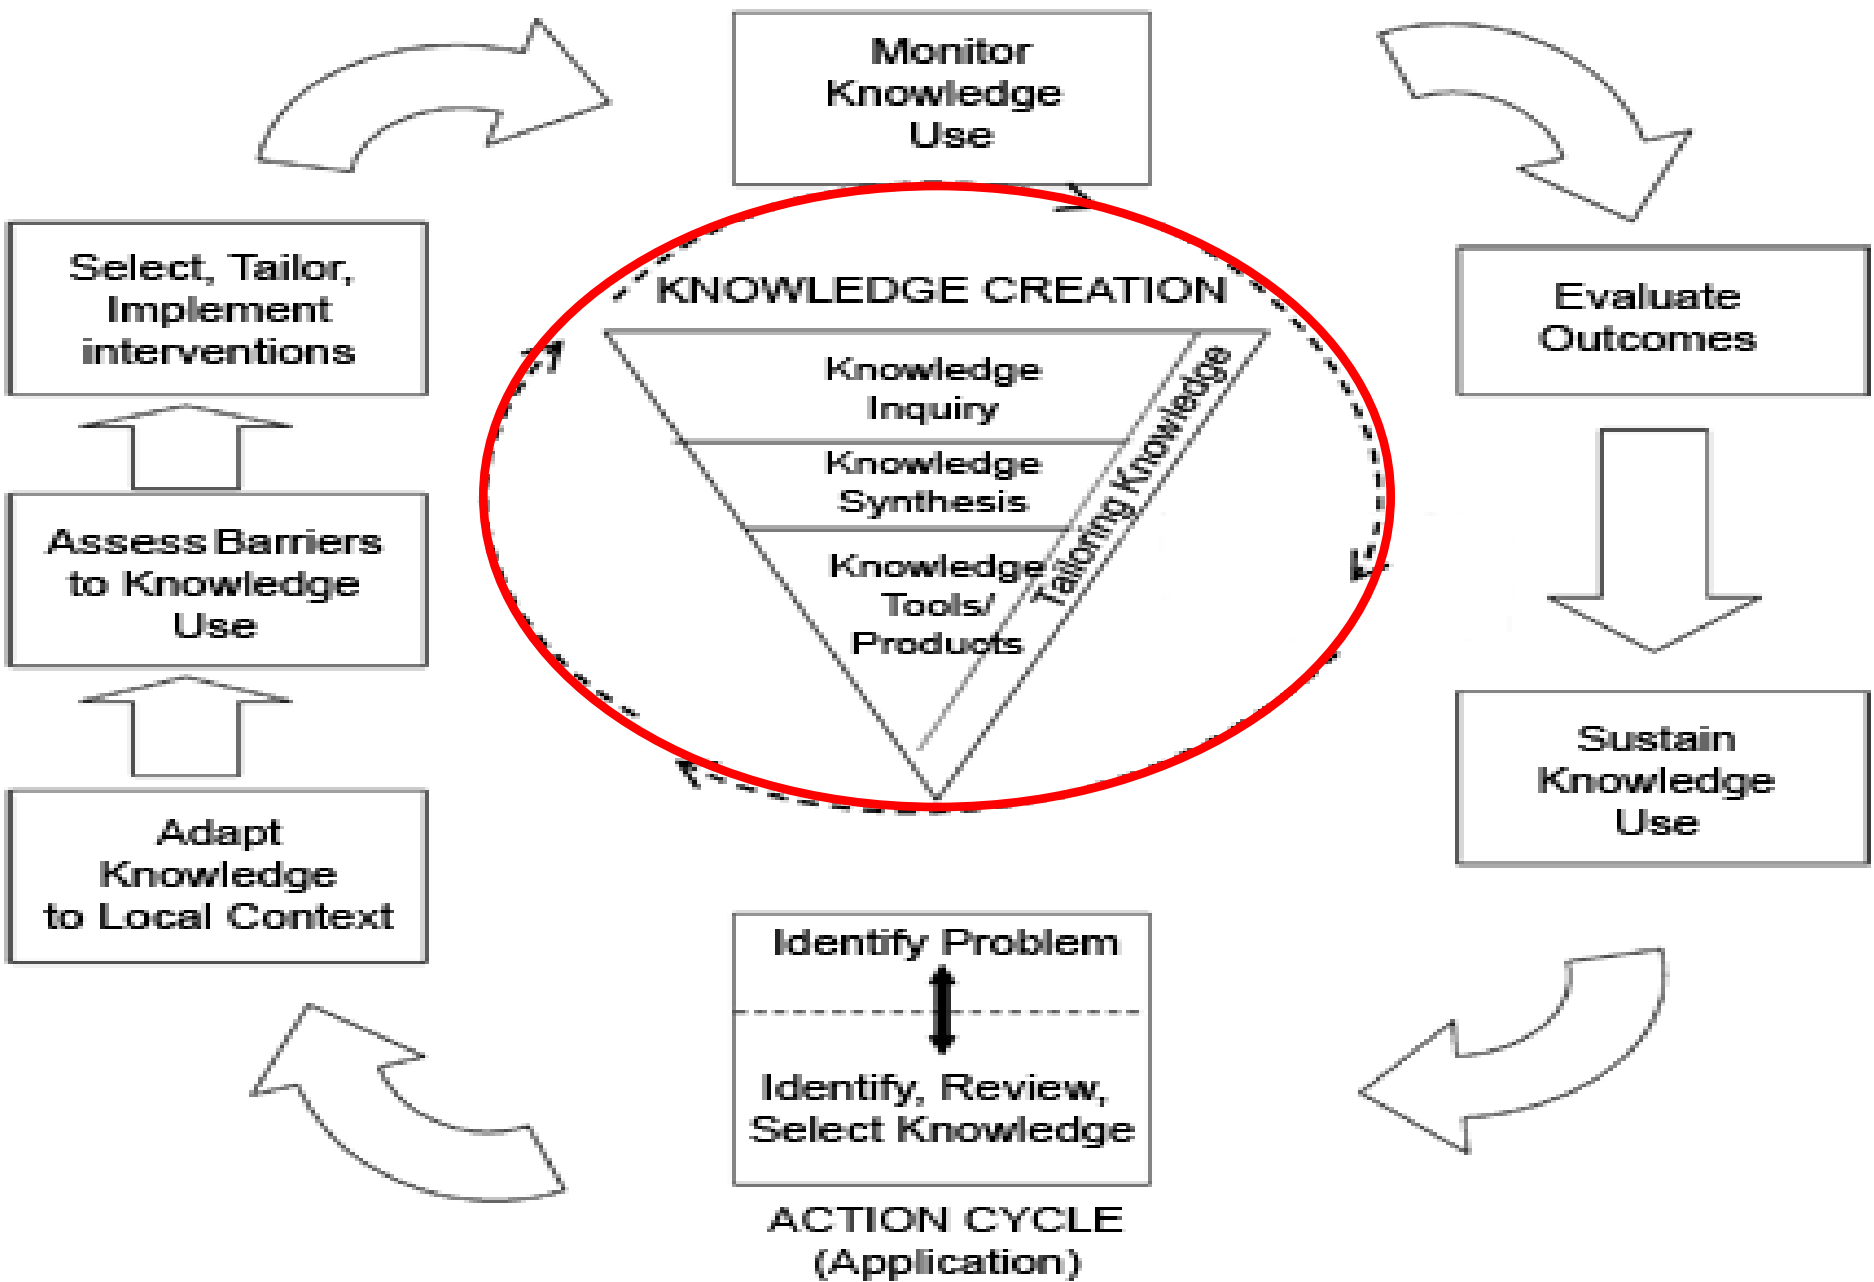 Monitor
Knowledge
Use
Select, Tailor,
Implement
interventions
Evaluate
Outcomes
KNOWLEDGE CREATION
Knowledge
Inquiry
Knowledge
Synthesis
Knowledge
Tools/
Products
Tailoring Knowledge
Assess Barriers
to Knowledge
Use
Sustain
Knowledge
Use
Adapt
Knowledge
to Local Context
Identify Problem
Identify, Review,
Select Knowledge
ACTION CYCLE
(Application)